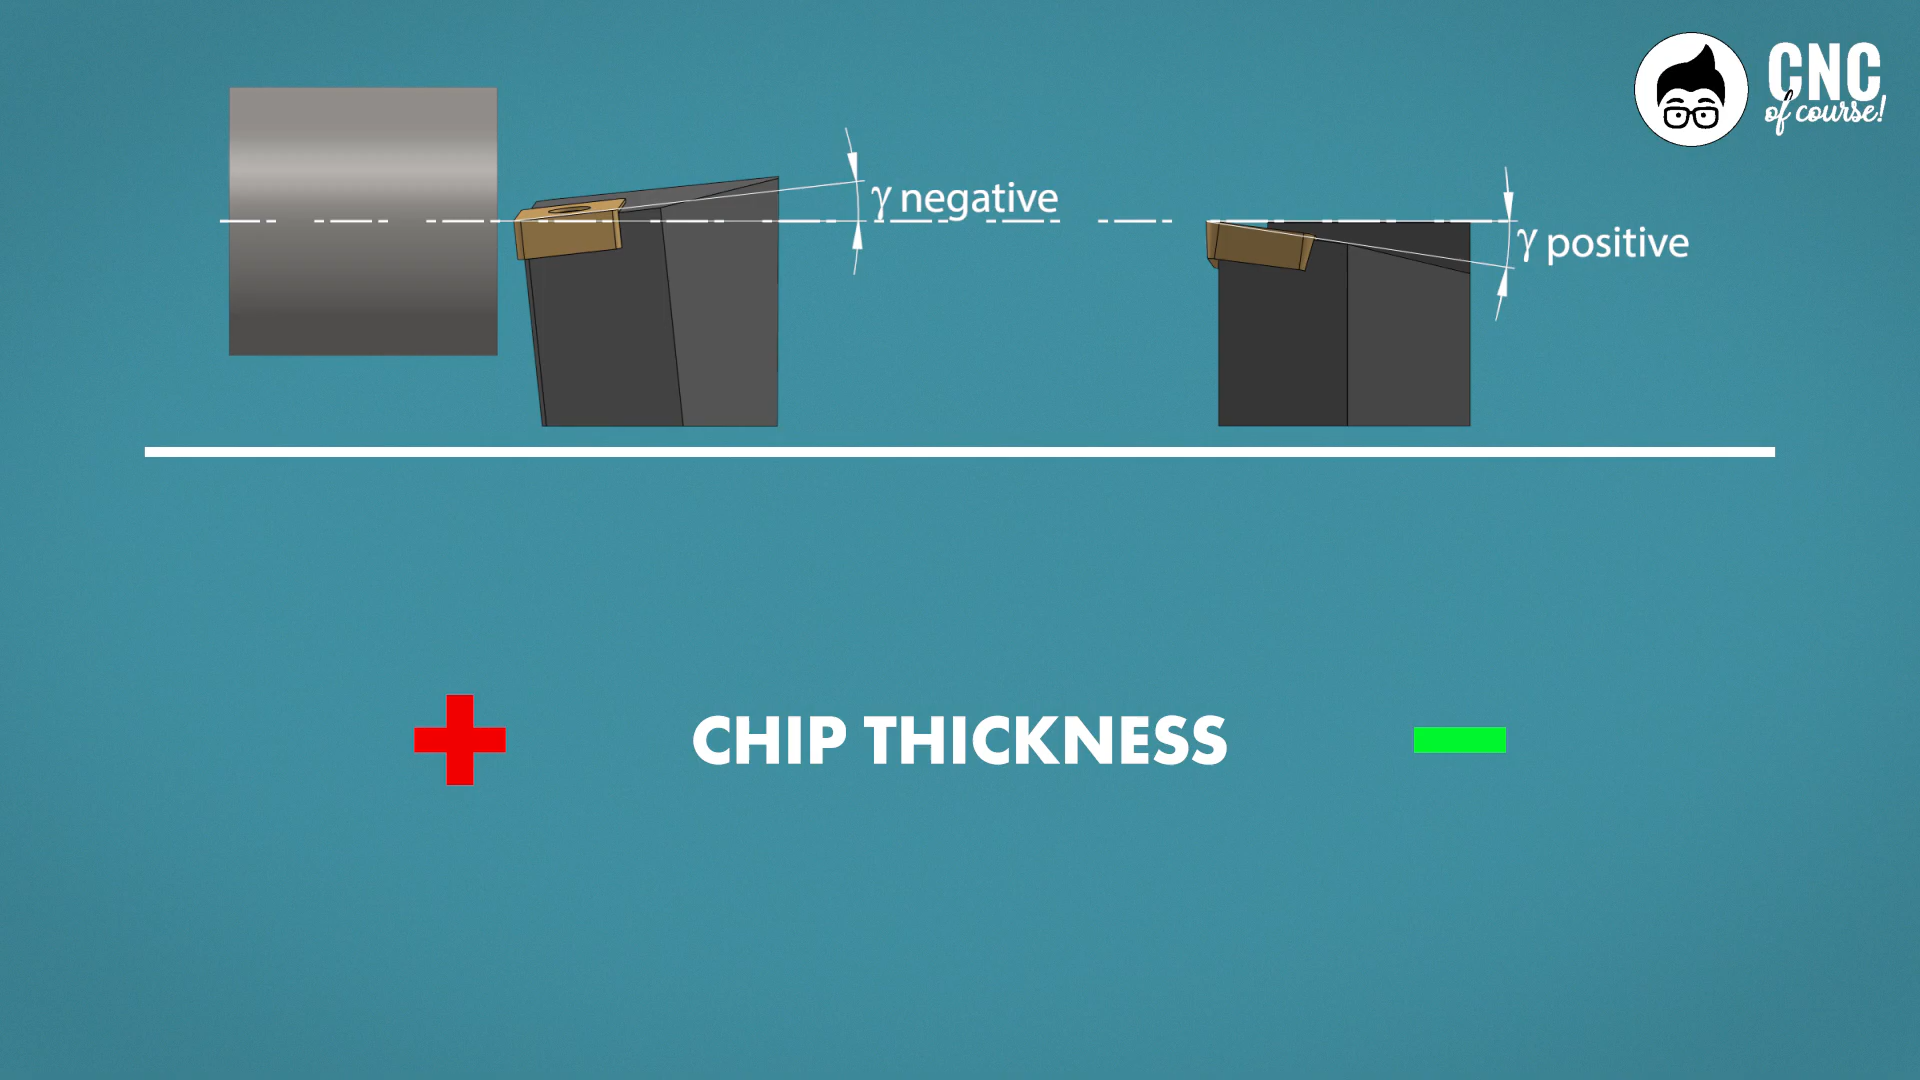 CNC
of course!
γ negative
γ positive
CHIP THICKNESS